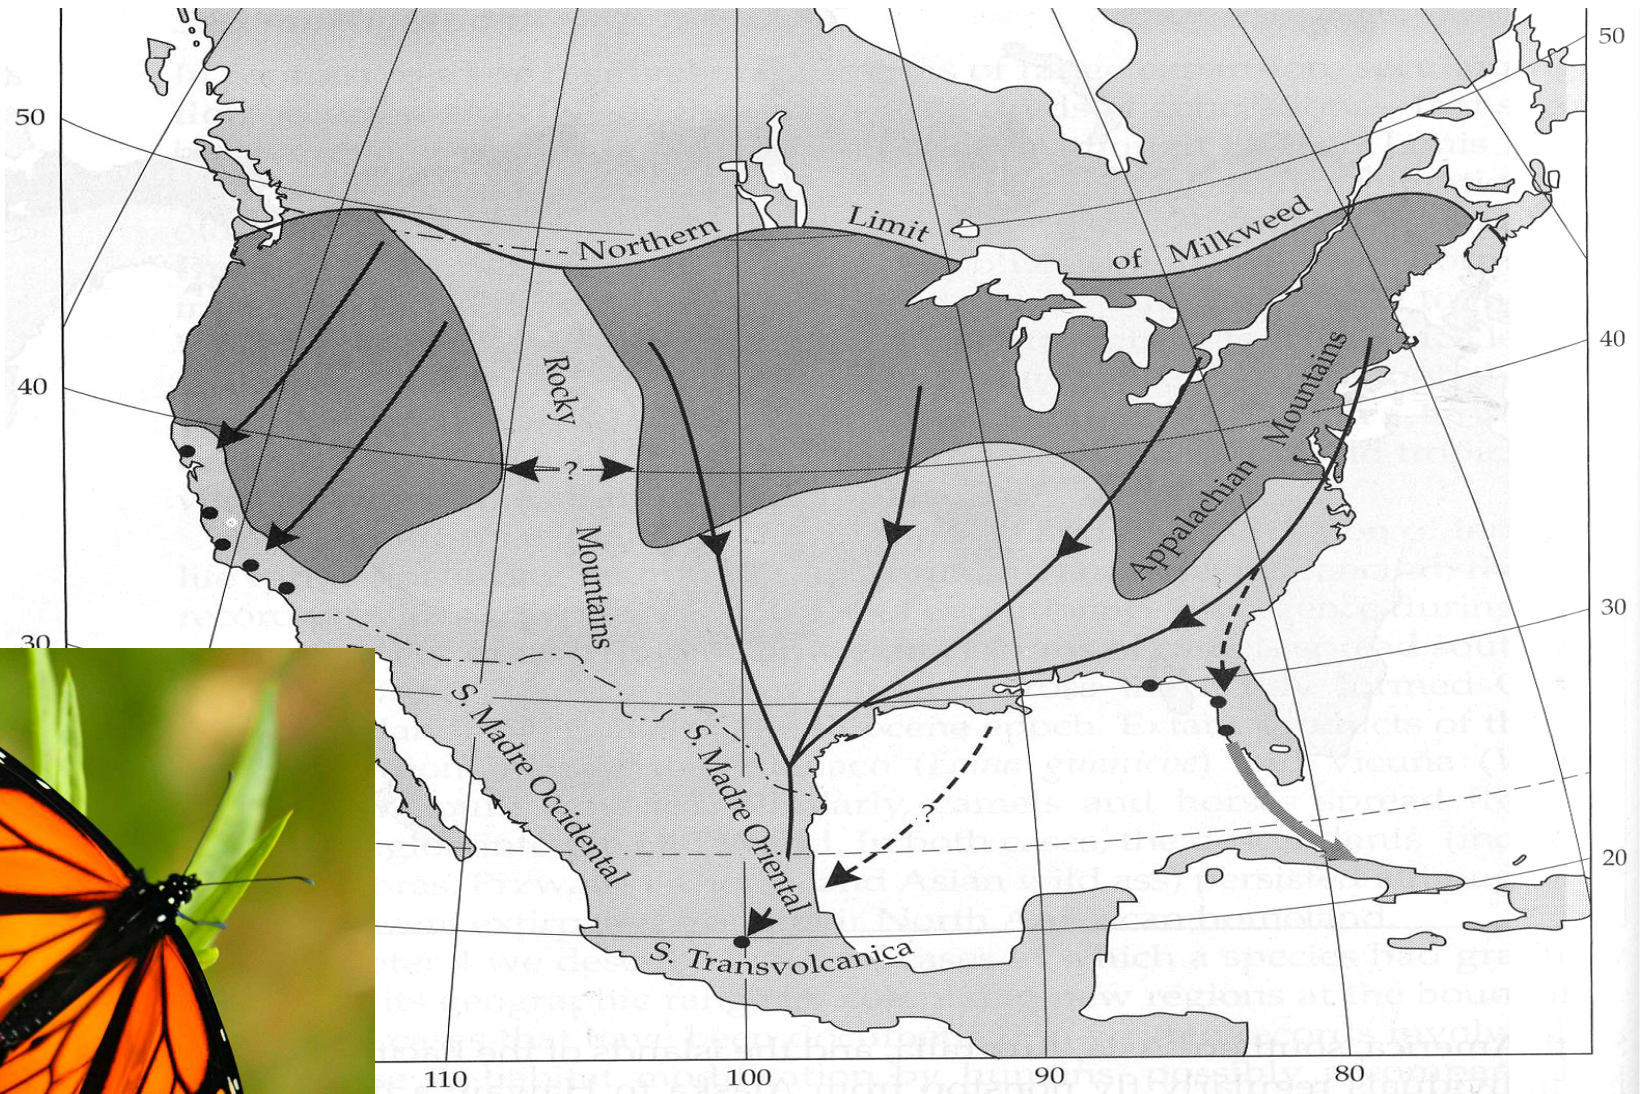 50
50
Northern
Limit
of Milkweed
40
40
Rocky
Mountains
?
Appalachian
Mountains
30
30
S. Madre Occidental
S. Madre Oriental
?
20
S. Transvolcanica
110
100
90
80